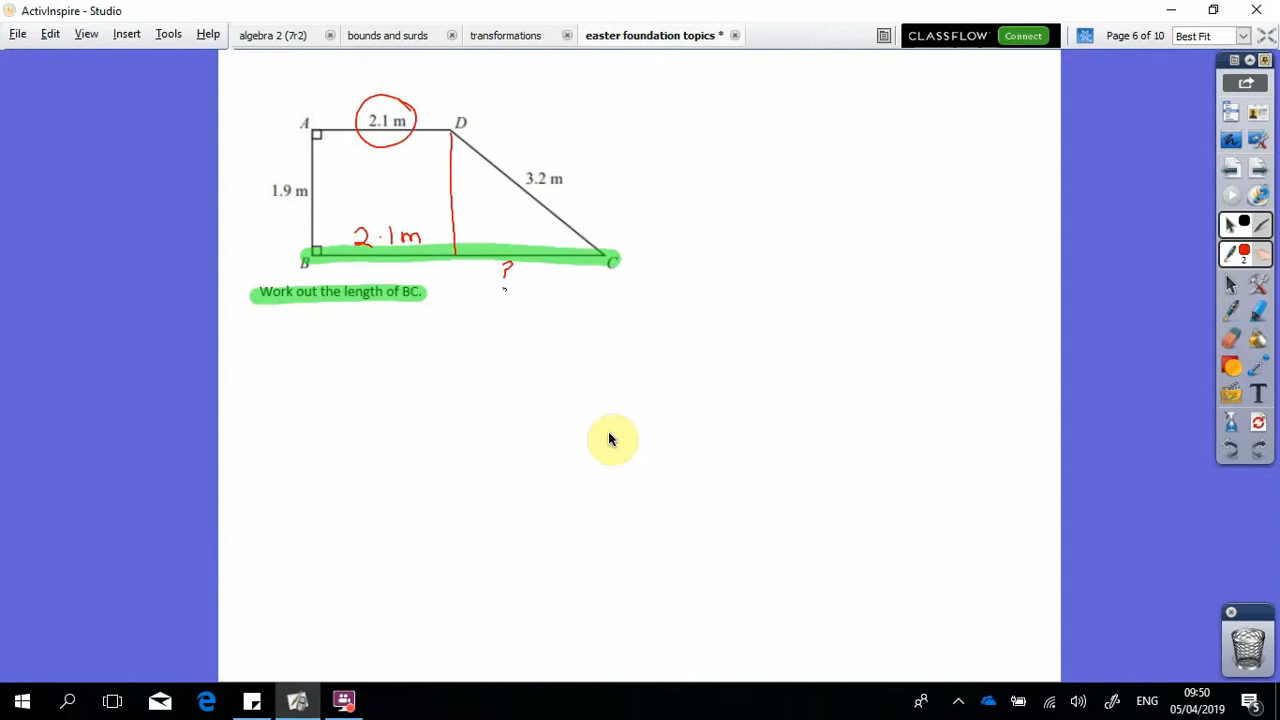 ActivInspire - Studio
File Edit View Insert Tools Help
algebra 2 (7r2) bounds and surds transformations easter foundation topics * CLASSFLOW Connect Page 6 of 10 Best Fit
A 2.1 m D
1.9 m 3.2 m
2.1m
B ? C
Work out the length of BC.
2
T
ENG
09:50
05/04/2019
5